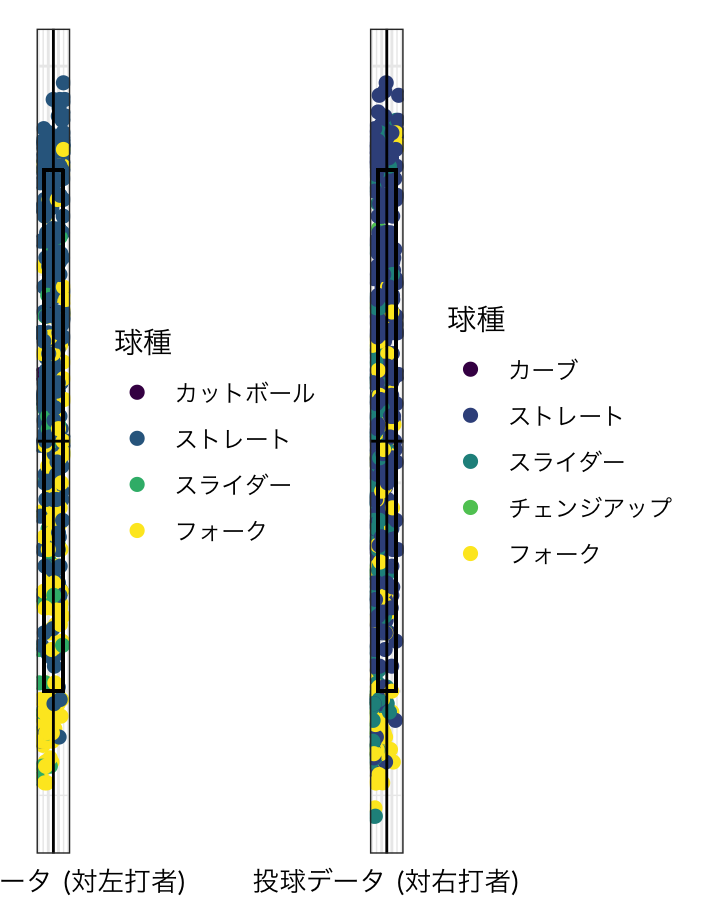 球種
カットボール
ストレート
スライダー
フォーク
球種
カーブ
ストレート
スライダー
チェンジアップ
フォーク
ータ (対左打者)
投球データ (対右打者)